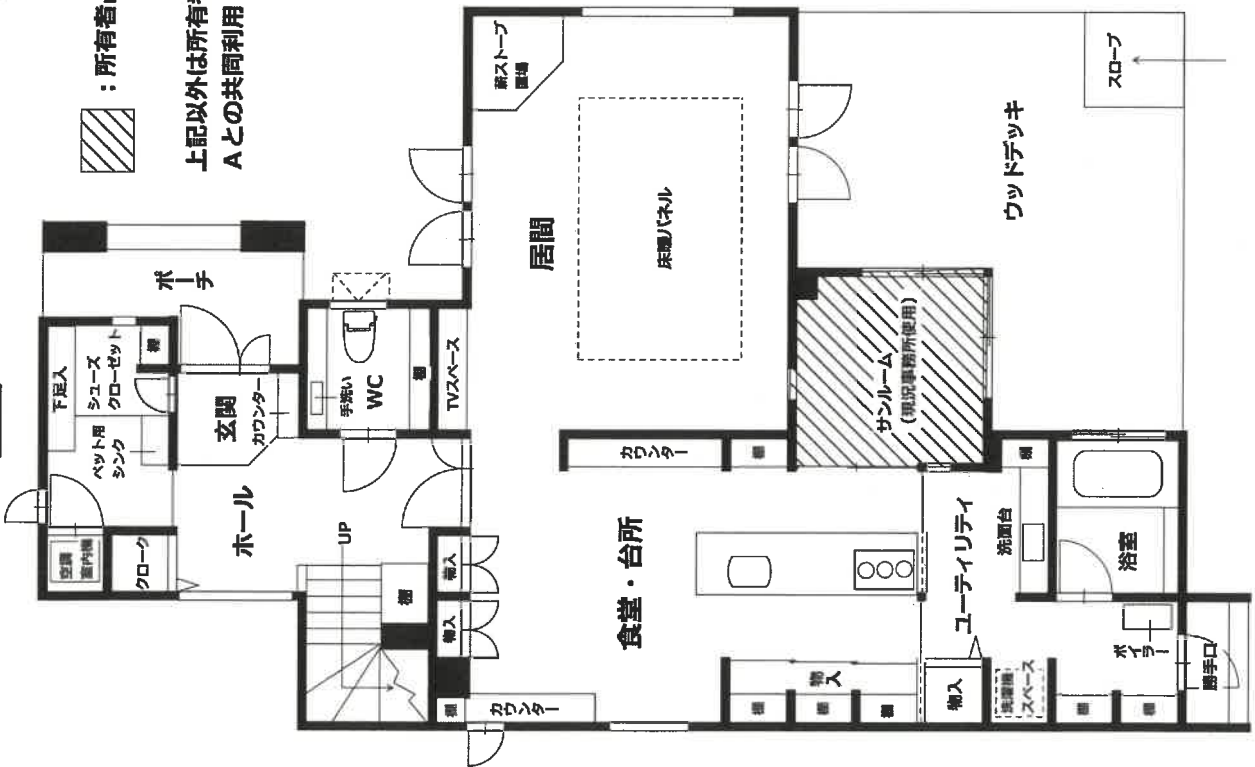 ：所有者
上記以外は所有者
Aとの共同利用
ポーチ
下足入
シューズ
クローゼット
棚
ペット用
シンク
玄関
カウンター
空調
室内機
クローク
ホール
UP
棚
手洗い
WC
棚
TVスペース
物入
物入
棚
カウンター
薪ストーブ
置場
居間
床暖パネル
ウッドデッキ
スロープ
サンルーム
（現況事務所使用）
カウンター
棚
食堂・台所
物入
棚
棚
棚
ユーティリティ
洗面台
棚
物入
洗濯機
スペース
浴室
ボイラー
棚
棚
勝手口